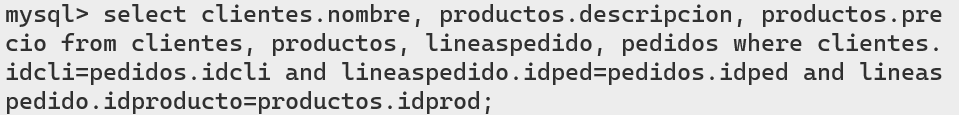 mysql> select clientes.nombre, productos.descripcion, productos.pre
cio from clientes, productos, lineaspedido, pedidos where clientes.
idcli=pedidos.idcli and lineaspedido.idped=pedidos.idped and lineas
pedido.idproducto=productos.idprod;